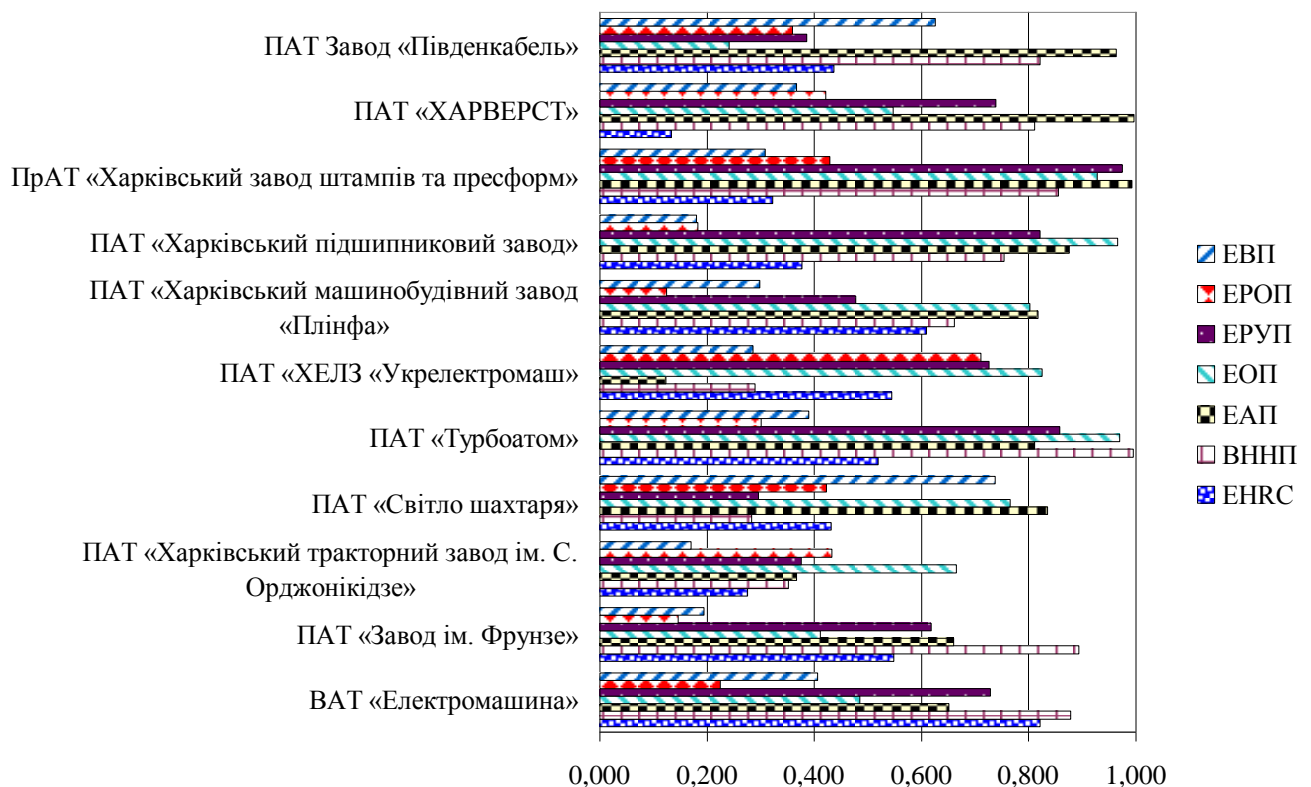 ПАТ Завод «Південкабель»
ПАТ «ХАРВЕРСТ»
ПрАТ «Харківський завод штампів та пресформ»
ПАТ «Харківський підшипниковий завод»
ПАТ «Харківський машинобудівний завод
«Плінфа»
ПАТ «ХЕЛЗ «Укрелектромаш»
ПАТ «Турбоатом»
ПАТ «Світло шахтаря»
ПАТ «Харківський тракторний завод ім. С.
Орджонікідзе»
ПАТ «Завод ім. Фрунзе»
ВАТ «Електромашина»
0,000 0,200 0,400 0,600 0,800 1,000
ЕВП
ЕРОП
ЕРУП
ЕОП
ЕАП
ВННП
EHRC